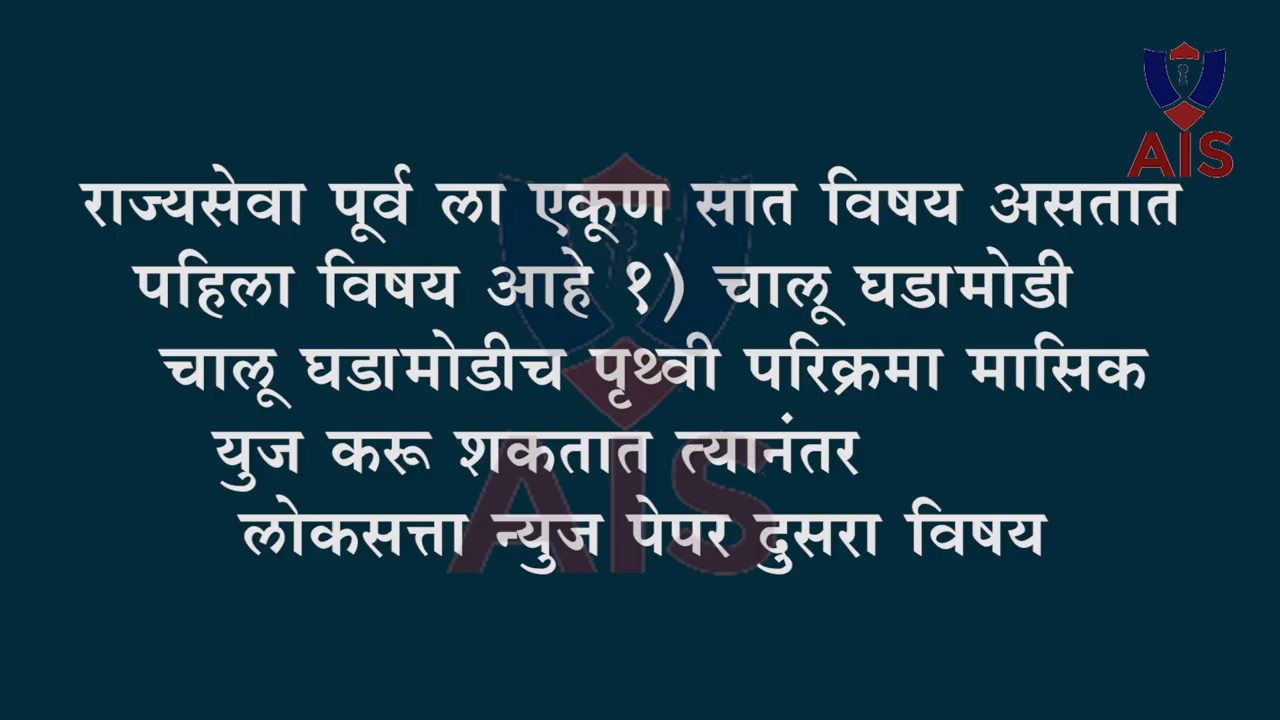 AIS
राज्यसेवा पूर्व ला एकूण सात विषय असतात
पहिला विषय आहे १) चालू घडामोडी
चालू घडामोडीच पृथ्वी परिक्रमा मासिक
युज करू शकतात त्यानंतर
लोकसत्ता न्युज पेपर दुसरा विषय
AIS